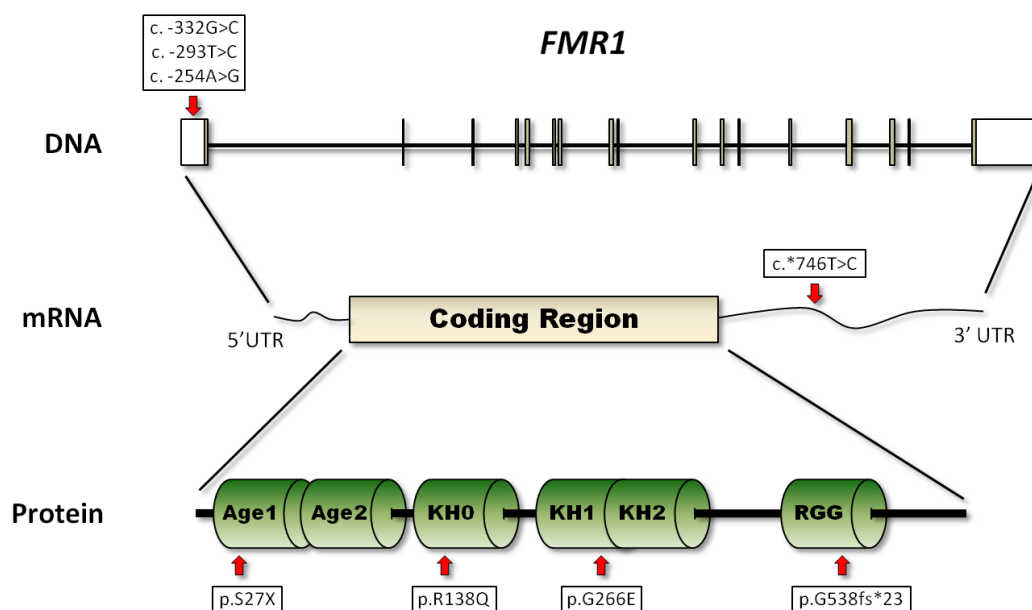 c. -332G>C
c. -293T>C
c. -254A>G
FMR1
DNA
c.*746T>C
mRNA
Coding Region
5'UTR
3' UTR
Protein
Age1 Age2 KH0 KH1 KH2 RGG
p.S27X p.R138Q p.G266E p.G538fs*23